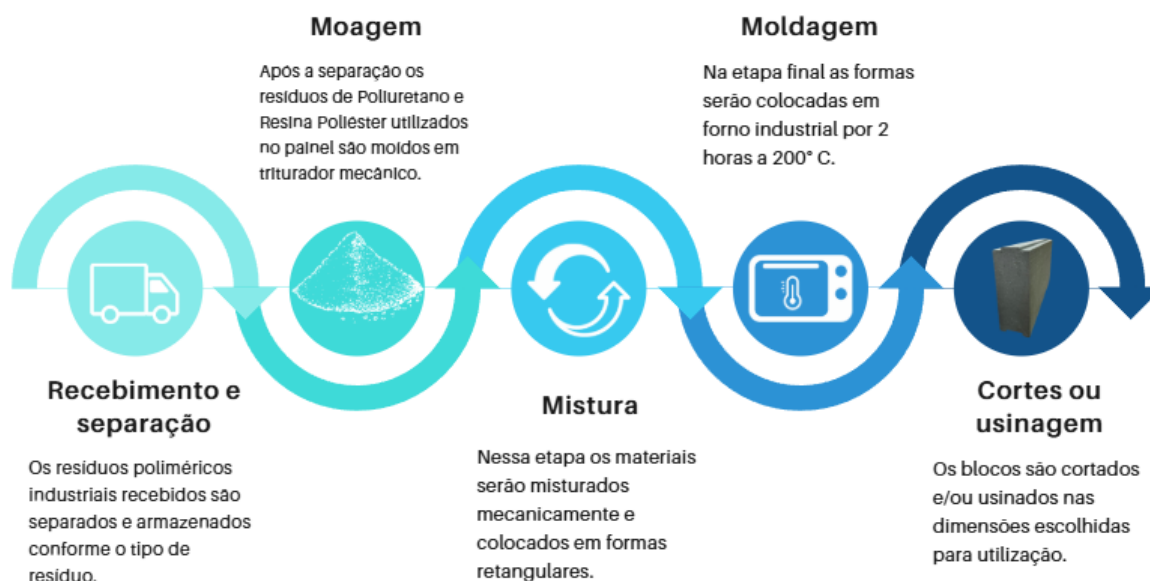 Recebimento e
separação
Os resíduos poliméricos
industriais recebidos são
separados e armazenados
conforme o tipo de
resíduo.
Moagem
Após a separação os
resíduos de Poliuretano e
Resina Poliéster utilizados
no painel são moídos em
triturador mecânico.
Mistura
Nessa etapa os materiais
serão misturados
mecanicamente e
colocados em formas
retangulares.
Moldagem
Na etapa final as formas
serão colocadas em
forno industrial por 2
horas a 200° C.
Cortes ou
usinagem
Os blocos são cortados
e/ou usinados nas
dimensões escolhidas
para utilização.